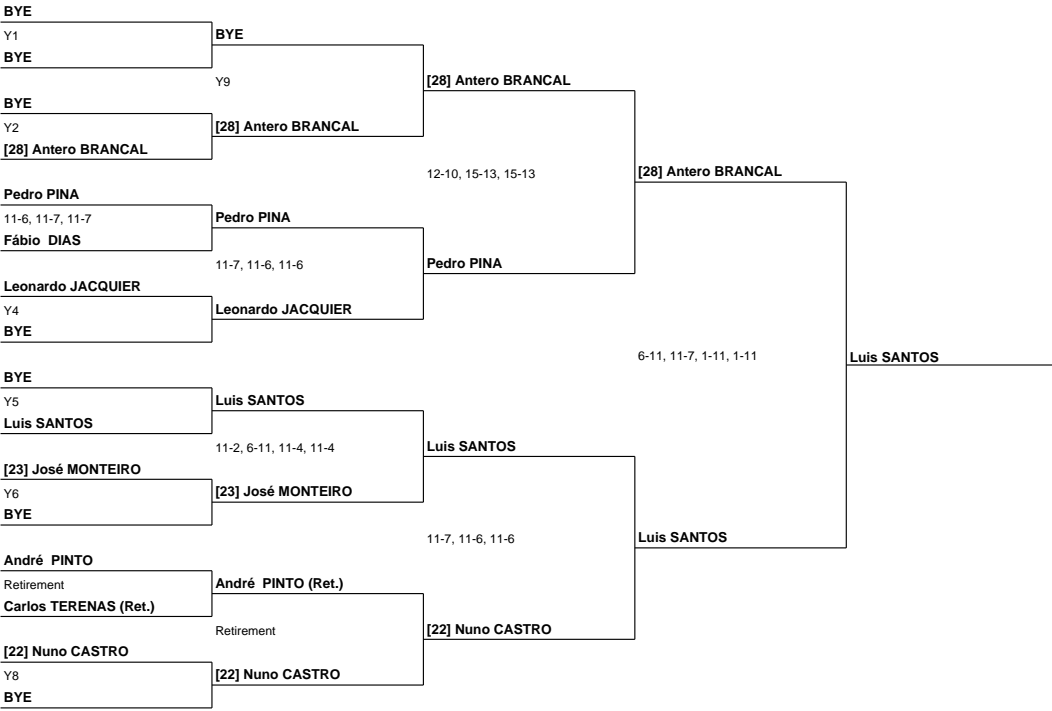 BYE
Y1
BYE
BYE
Y9
[28] Antero BRANCAL
BYE
Y2
[28] Antero BRANCAL
[28] Antero BRANCAL
12-10, 15-13, 15-13
[28] Antero BRANCAL
Pedro PINA
11-6, 11-7, 11-7
Pedro PINA
Fábio DIAS
11-7, 11-6, 11-6
Pedro PINA
Leonardo JACQUIER
Y4
Leonardo JACQUIER
BYE
6-11, 11-7, 1-11, 1-11
Luis SANTOS
BYE
Y5
Luis SANTOS
Luis SANTOS
11-2, 6-11, 11-4, 11-4
Luis SANTOS
[23] José MONTEIRO
Y6
[23] José MONTEIRO
BYE
11-7, 11-6, 11-6
Luis SANTOS
André PINTO
Retirement
André PINTO (Ret.)
Carlos TERENAS (Ret.)
Retirement
[22] Nuno CASTRO
[22] Nuno CASTRO
Y8
[22] Nuno CASTRO
BYE